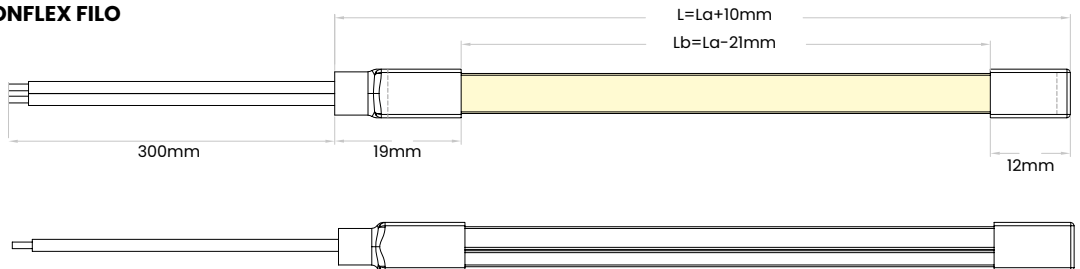 ONFLEX FILO
L=La+10mm
Lb=La-21mm
300mm
19mm
12mm